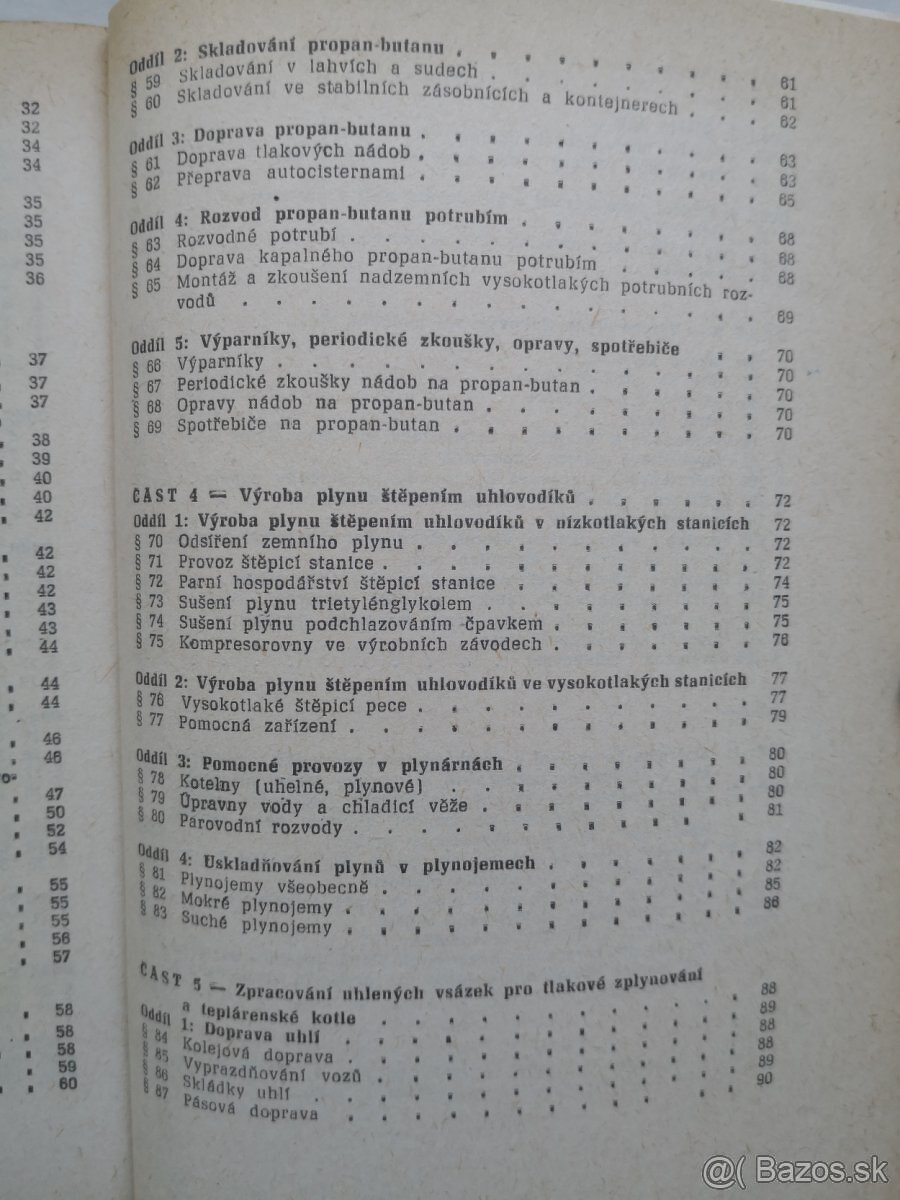 32
32
34
34
35
35
35
35
36
37
37
37
38
39
40
40
42
42
42
42
43
43
44
44
44
46
46
o-
47
50
52
54
55
55
55
56
57
58
58
58
59
60
Oddíl 2: Skladování propan-butanu . . . . . . . . 61
§ 59 Skladování v lahvích a sudech . . . . . . . 61
§ 60 Skladování ve stabilních zásobnících a kontejnerech . . . 62
Oddíl 3: Doprava propan-butanu . . . . . . . . . 63
§ 61 Doprava tlakových nádob . . . . . . . . . 63
§ 62 Přeprava autocisternami . . . . . . . . . 65
Oddíl 4: Rozvod propan-butanu potrubím . . . . . . 68
§ 63 Rozvodné potrubí . . . . . . . . . . 68
§ 64 Doprava kapalného propan-butanu potrubím . . . . 68
§ 65 Montáž a zkoušení nadzemních vysokotlakých potrubních roz-
vodů . . . . . . . . . . . . . 69
Oddíl 5: Výparníky, periodické zkoušky, opravy, spotřebiče . . 70
§ 66 Výparníky . . . . . . . . . . . . 70
§ 67 Periodické zkoušky nádob na propan-butan . . . . . 70
§ 68 Opravy nádob na propan-butan . . . . . . . 70
§ 69 Spotřebiče na propan-butan . . . . . . . . 70
ČÁST 4 — Výroba plynu štěpením uhlovodíků . . . . . . 72
Oddíl 1: Výroba plynu štěpením uhlovodíků v nízkotlakých stanicích 72
§ 70 Odsíření zemního plynu . . . . . . . . . 72
§ 71 Provoz štěpicí stanice . . . . . . . . . . 72
§ 72 Parní hospodářství štěpicí stanice . . . . . . 74
§ 73 Sušení plynu trietylénglykolem . . . . . . . 75
§ 74 Sušení plynu podchlazováním čpavkem . . . . . . 75
§ 75 Kompresorovny ve výrobních závodech . . . . . . 76
Oddíl 2: Výroba plynu štěpením uhlovodíků ve vysokotlakých stanicích 77
§ 76 Vysokotlaké štěpicí pece . . . . . . . . . 77
§ 77 Pomocná zařízení . . . . . . . . . . . 79
Oddíl 3: Pomocné provozy v plynárnách . . . . . . 80
§ 78 Kotelny (uhelné, plynové) . . . . . . . . 80
§ 79 Úpravny vody a chladicí věže . . . . . . . 80
§ 80 Parovodní rozvody . . . . . . . . . . 81
Oddíl 4: Uskladňování plynů v plynojemech . . . . . . 82
§ 81 Plynojemy všeobecně . . . . . . . . . . 82
§ 82 Mokré plynojemy . . . . . . . . . . . 85
§ 83 Suché plynojemy . . . . . . . . . . . 86
ČÁST 5 — Zpracování uhlených vsázek pro tlakové zplynování
a teplárenské kotle . . . . . . . . . . 88
Oddíl 1: Doprava uhlí . . . . . . . . . . . 89
§ 84 Kolejová doprava . . . . . . . . . . . 88
§ 85 Vyprazdňování vozů . . . . . . . . . . 88
§ 86 Skládky uhlí . . . . . . . . . . . . 89
§ 87 Pásová doprava . . . . . . . . . . . 90
@( Bazos.sk